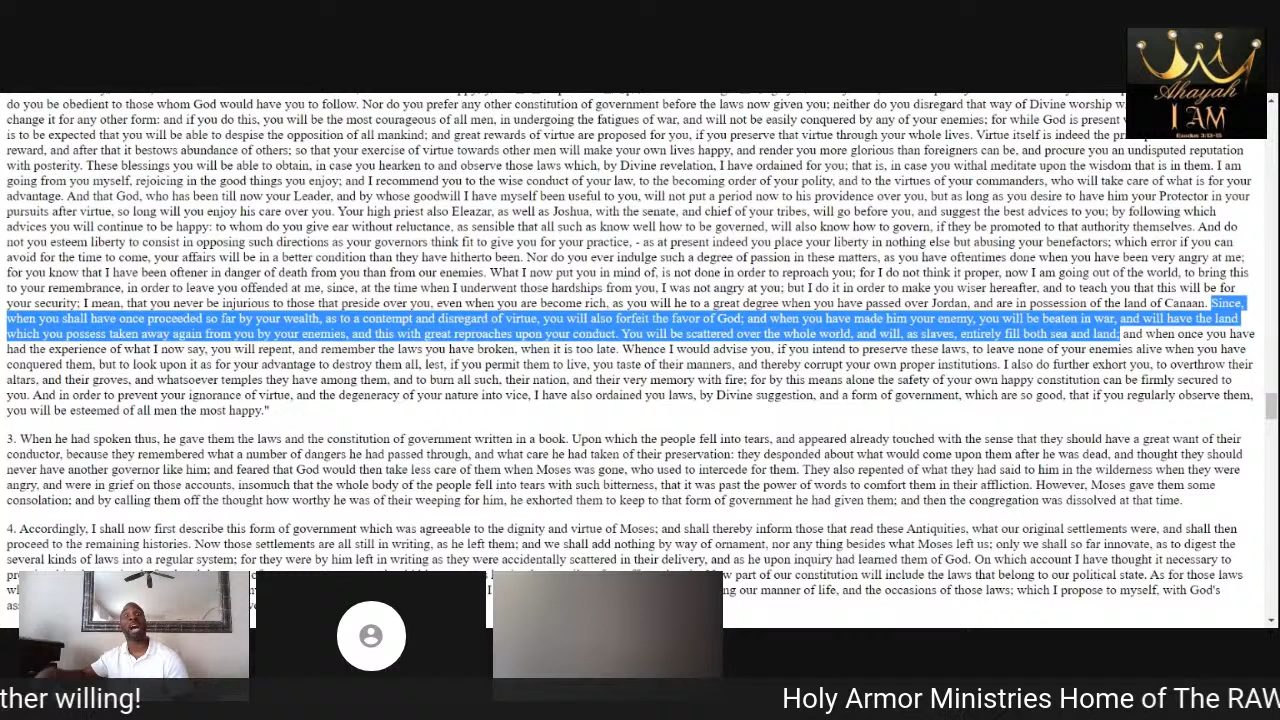 do you be obedient to those whom God would have you to follow. Nor do you prefer any other constitution of government before the laws now given you; neither do you disregard that way of Divine worship w
change it for any other form: and if you do this, you will be the most courageous of all men, in undergoing the fatigues of war, and will not be easily conquered by any of your enemies; for while God is present
is to be expected that you will be able to despise the opposition of all mankind; and great rewards of virtue are proposed for you, if you preserve that virtue through your whole lives. Virtue itself is indeed the pr
reward, and after that it bestows abundance of others; so that your exercise of virtue towards other men will make your own lives happy, and render you more glorious than foreigners can be, and procure you an undisputed reputation
with posterity. These blessings you will be able to obtain, in case you hearken to and observe those laws which, by Divine revelation, I have ordained for you; that is, in case you withal meditate upon the wisdom that is in them. I am
going from you myself, rejoicing in the good things you enjoy; and I recommend you to the wise conduct of your law, to the becoming order of your polity, and to the virtues of your commanders, who will take care of what is for your
advantage. And that God, who has been till now your Leader, and by whose goodwill I have myself been useful to you, will not put a period now to his providence over you, but as long as you desire to have him your Protector in your
pursuits after virtue, so long will you enjoy his care over you. Your high priest also Eleazar, as well as Joshua, with the senate, and chief of your tribes, will go before you, and suggest the best advices to you; by following which
advices you will continue to be happy: to whom do you give ear without reluctance, as sensible that all such as know well how to be governed, will also know how to govern, if they be promoted to that authority themselves. And do
not you esteem liberty to consist in opposing such directions as your governors think fit to give you for your practice, - as at present indeed you place your liberty in nothing else but abusing your benefactors; which error if you can
avoid for the time to come, your affairs will be in a better condition than they have hitherto been. Nor do you ever indulge such a degree of passion in these matters, as you have oftentimes done when you have been very angry at me;
for you know that I have been oftener in danger of death from you than from our enemies. What I now put you in mind of, is not done in order to reproach you; for I do not think it proper, now I am going out of the world, to bring this
to your remembrance, in order to leave you offended at me, since, at the time when I underwent those hardships from you, I was not angry at you; but I do it in order to make you wiser hereafter, and to teach you that this will be for
your security; I mean, that you never be injurious to those that preside over you, even when you are become rich, as you will be to a great degree when you have passed over Jordan, and are in possession of the land of Canaan. Since,
when you shall have once proceeded so far by your wealth, as to a contempt and disregard of virtue, you will also forfeit the favor of God; and when you have made him your enemy, you will be beaten in war, and will have the land
which you possess taken away again from you by your enemies, and this with great reproaches upon your conduct. You will be scattered over the whole world, and will, as slaves, entirely fill both sea and land; and when once you have
had the experience of what I now say, you will repent, and remember the laws you have broken, when it is too late. Whence I would advise you, if you intend to preserve these laws, to leave none of your enemies alive when you have
conquered them, but to look upon it as for your advantage to destroy them all, lest, if you permit them to live, you taste of their manners, and thereby corrupt your own proper institutions. I also do further exhort you, to overthrow their
altars, and their groves, and whatsoever temples they have among them, and to burn all such, their nation, and their very memory with fire; for by this means alone the safety of your own happy constitution can be firmly secured to
you. And in order to prevent your ignorance of virtue, and the degeneracy of your nature into vice, I have also ordained you laws, by Divine suggestion, and a form of government, which are so good, that if you regularly observe them,
you will be esteemed of all men the most happy."
3. When he had spoken thus, he gave them the laws and the constitution of government written in a book. Upon which the people fell into tears, and appeared already touched with the sense that they should have a great want of their
conductor, because they remembered what a number of dangers he had passed through, and what care he had taken of their preservation: they desponded about what would come upon them after he was dead, and thought they should
never have another governor like him; and feared that God would then take less care of them when Moses was gone, who used to intercede for them. They also repented of what they had said to him in the wilderness when they were
angry, and were in grief on those accounts, insomuch that the whole body of the people fell into tears with such bitterness, that it was past the power of words to comfort them in their affliction. However, Moses gave them some
consolation; and by calling them off the thought how worthy he was of their weeping for him, he exhorted them to keep to that form of government he had given them; and then the congregation was dissolved at that time.
4. Accordingly, I shall now first describe this form of government which was agreeable to the dignity and virtue of Moses; and shall thereby inform those that read these Antiquities, what our original settlements were, and shall then
proceed to the remaining histories. Now those settlements are all still in writing, as he left them; and we shall add nothing by way of ornament, nor any thing besides what Moses left us; only we shall so far innovate, as to digest the
several kinds of laws into a regular system; for they were by him left in writing as they were accidentally scattered in their delivery, and as he upon inquiry had learned them of God. On which account I have thought it necessary to
part of our constitution will include the laws that belong to our political state. As for those laws
our manner of life, and the occasions of those laws; which I propose to myself, with God's
Ahayah
I AM
Exodus 3:13-15
ther willing!
Holy Armor Ministries Home of The RAW